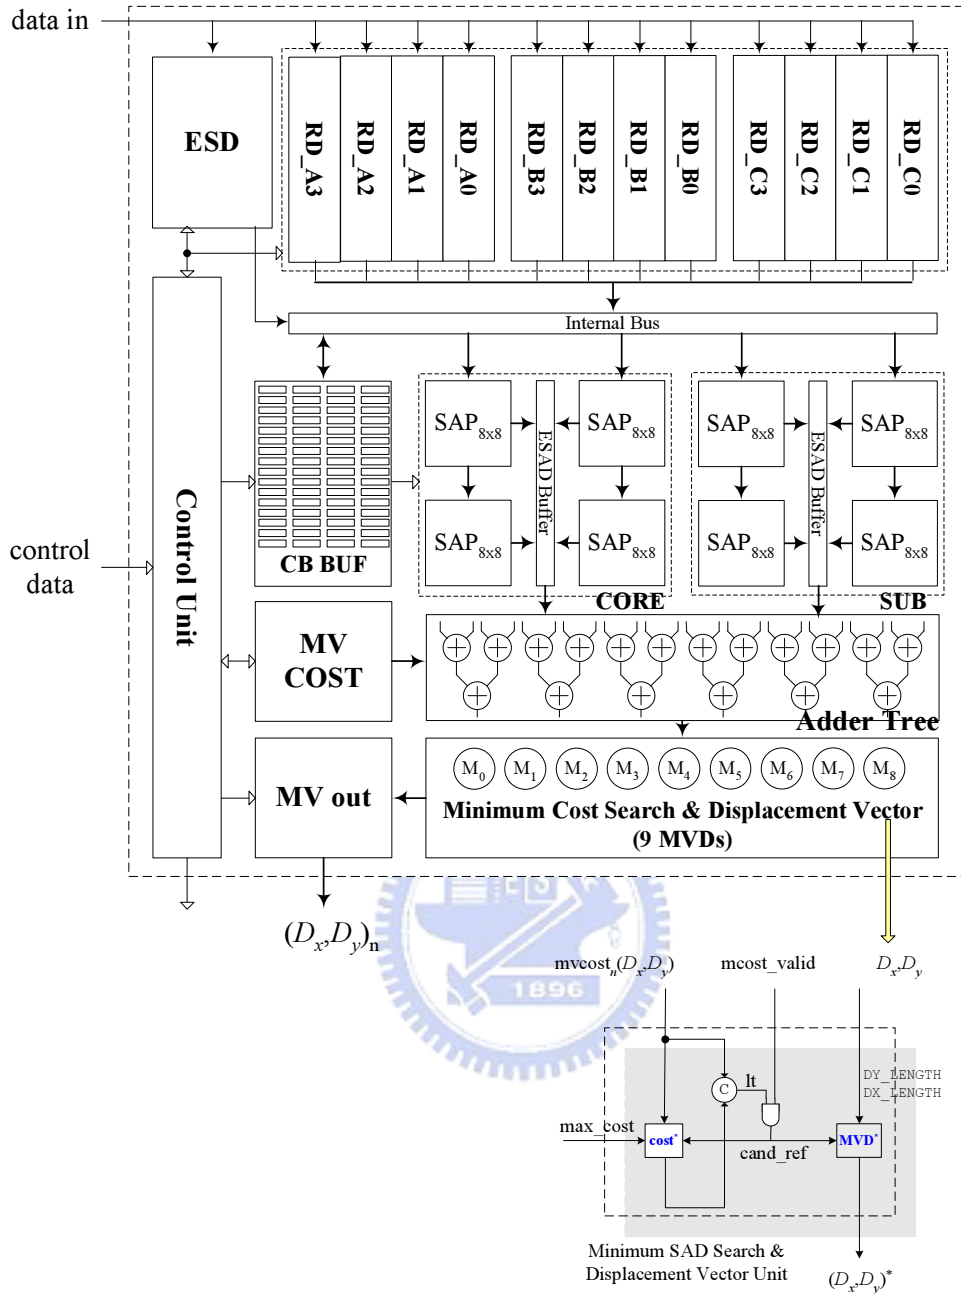 data in
ESD
RD_A3
RD_A2
RD_A1
RD_A0
RD_B3
RD_B2
RD_B1
RD_B0
RD_C3
RD_C2
RD_C1
RD_C0
Internal Bus
control
data
Control Unit
CB BUF
SAP8x8
SAP8x8
SAP8x8
SAP8x8
ESAD Buffer
CORE
SAP8x8
SAP8x8
SAP8x8
SAP8x8
ESAD Buffer
SUB
MV
COST
Adder Tree
MV out
M0 M1 M2 M3 M4 M5 M6 M7 M8
Minimum Cost Search & Displacement Vector
(9 MVDs)
(Dx,Dy)n
1896
mvcostn(Dx,Dy)
mcost_valid
Dx,Dy
DY_LENGTH
DX_LENGTH
C
lt
max_cost
cost*
cand_ref
MVD*
Minimum SAD Search &
Displacement Vector Unit
(Dx,Dy)*